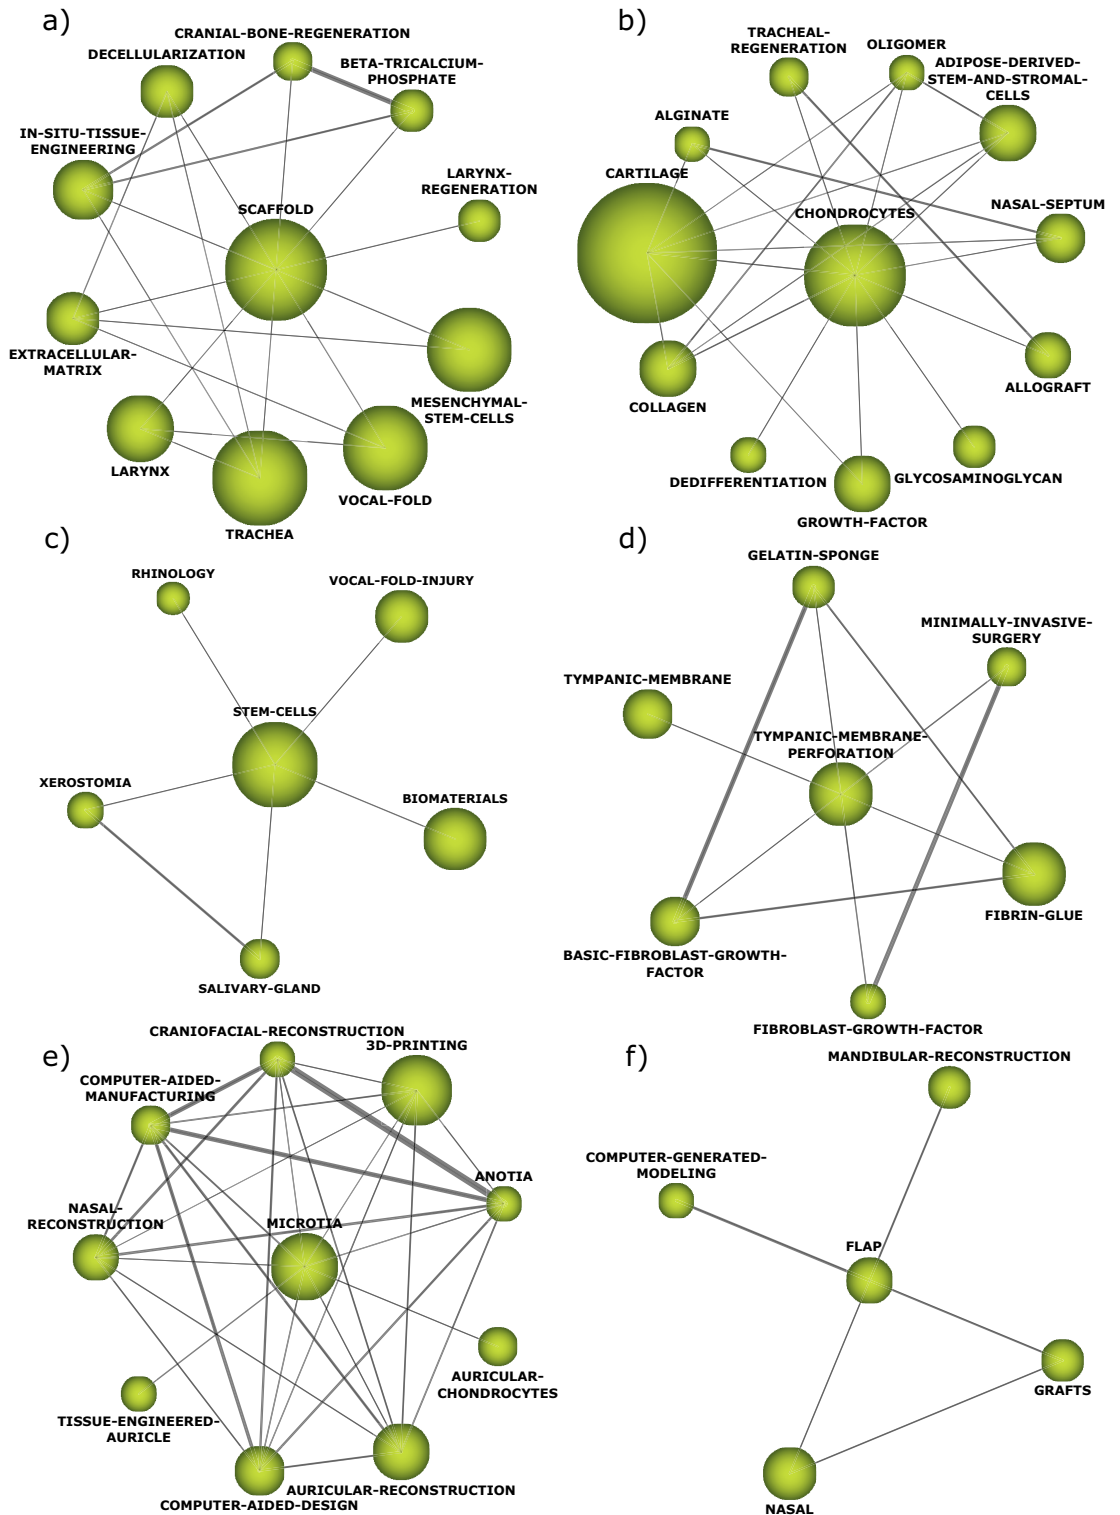 a)
CRANIAL-BONE-REGENERATION
DECELLULARIZATION
BETA-TRICALCIUM-
PHOSPHATE
IN-SITU-TISSUE-
ENGINEERING
LARYNX-
REGENERATION
SCAFFOLD
EXTRACELLULAR-
MATRIX
MESENCHYMAL-
STEM-CELLS
LARYNX
VOCAL-FOLD
TRACHEA
b)
TRACHEAL-
REGENERATION
OLIGOMER
ADIPOSE-DERIVED-
STEM-AND-STROMAL-
CELLS
ALGINATE
CARTILAGE
NASAL-SEPTUM
CHONDROCYTES
COLLAGEN
ALLOGRAFT
DEDIFFERENTIATION
GLYCOSAMINOGLYCAN
GROWTH-FACTOR
c)
RHINOLOGY
VOCAL-FOLD-INJURY
STEM-CELLS
XEROSTOMIA
BIOMATERIALS
SALIVARY-GLAND
d)
GELATIN-SPONGE
MINIMALLY-INVASIVE-
SURGERY
TYMPANIC-MEMBRANE
TYMPANIC-MEMBRANE-
PERFORATION
FIBRIN-GLUE
BASIC-FIBROBLAST-GROWTH-
FACTOR
FIBROBLAST-GROWTH-FACTOR
e)
CRANIOFACIAL-RECONSTRUCTION
3D-PRINTING
COMPUTER-AIDED-
MANUFACTURING
ANOTIA
NASAL-
RECONSTRUCTION
MICROTIA
AURICULAR-
CHONDROCYTES
TISSUE-ENGINEERED-
AURICLE
AURICULAR-RECONSTRUCTION
COMPUTER-AIDED-DESIGN
f)
MANDIBULAR-RECONSTRUCTION
COMPUTER-GENERATED-
MODELING
FLAP
GRAFTS
NASAL